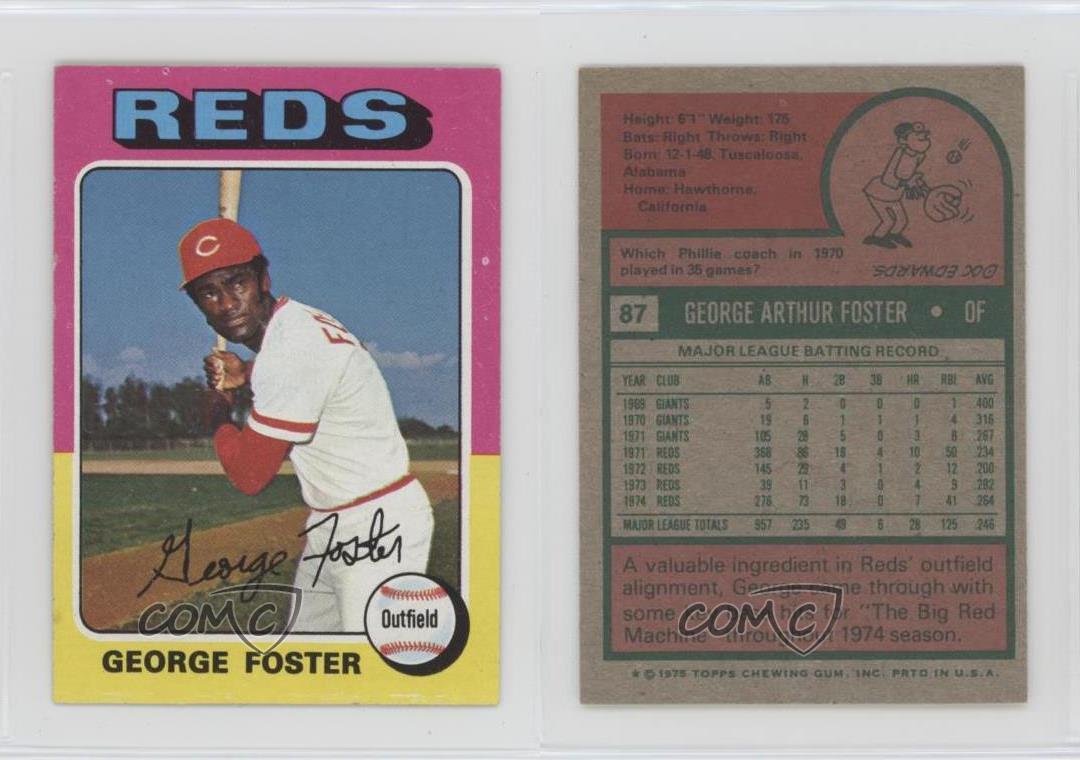 REDS
George Foster
COMC
Outfield
GEORGE FOSTER
Height: 6'1" Weight: 175
Bats: Right Throws: Right
Born: 12-1-48, Tuscaloosa,
Alabama
Home: Hawthorne,
California
Which Phillie coach in 1970
played in 35 games?
DOC EDWARDS
87 GEORGE ARTHUR FOSTER • OF
MAJOR LEAGUE BATTING RECORD
YEAR CLUB AB H 2B 3B HR RBI AVG
1969 GIANTS 5 2 0 0 0 1 .400
1970 GIANTS 19 6 1 1 1 4 .316
1971 GIANTS 105 28 5 0 3 8 .267
1971 REDS 368 86 18 4 10 50 .234
1972 REDS 145 29 4 1 2 12 .200
1973 REDS 39 11 3 0 4 9 .282
1974 REDS 276 73 18 0 7 41 .264
MAJOR LEAGUE TOTALS 957 235 49 6 28 125 .246
A valuable ingredient in Reds' outfield
alignment, George came through with
some hits for "The Big Red
Machine" throughout 1974 season.
COMC
★ © 1975 TOPPS CHEWING GUM, INC. PRTD IN U.S.A.